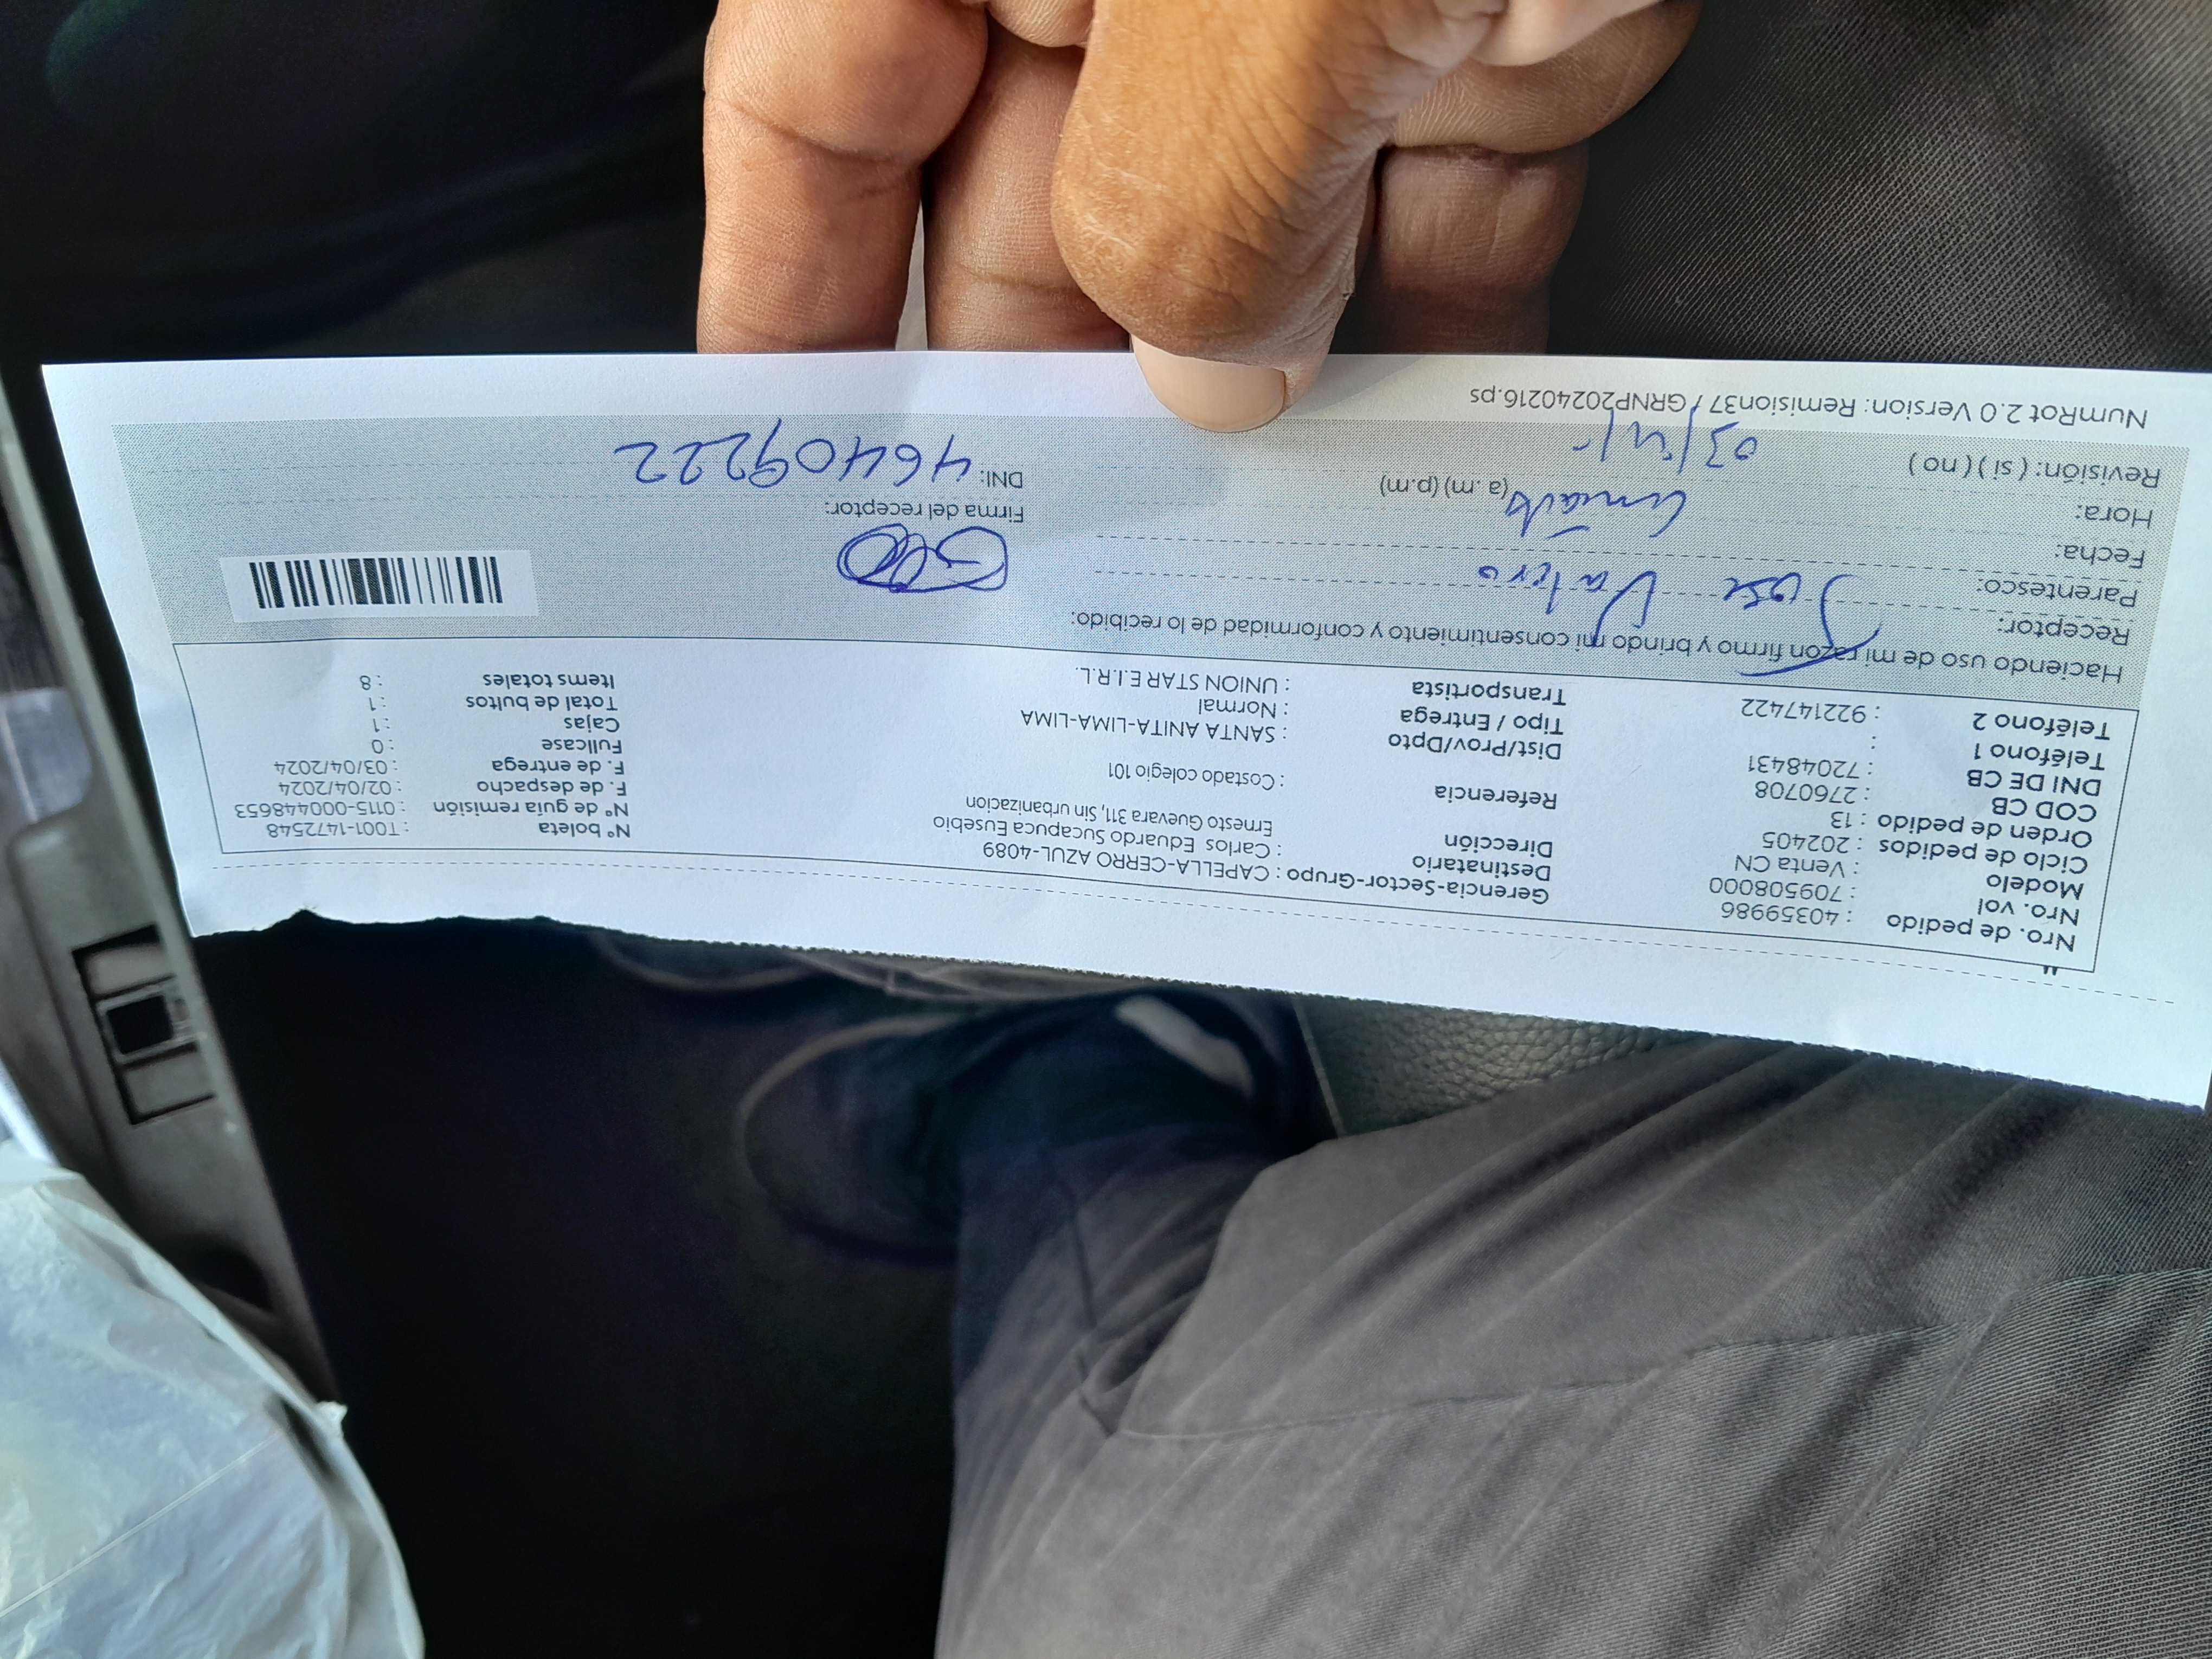 Nro. de pedido : 40359986
Nro. vol : 709508000
Modelo : Venta CN
Ciclo de pedidos : 202405
Orden de pedido : 13
COD CB : 2760708
DNI DE CB : 72048431
Teléfono 1 :
Teléfono 2 : 922147422
Gerencia-Sector-Grupo : CAPELLA-CERRO AZUL-4089
Destinatario : Carlos Eduardo Sucapuca Eusebio
Dirección Ernesto Guevara 311, Sin urbanizacion
Referencia : Costado colegio 101
Dist/Prov/Dpto : SANTA ANITA-LIMA-LIMA
Tipo / Entrega : Normal
Transportista : UNION STAR E.I.R.L.
N° boleta : T001-1472548
N° de guía remisión : 0115-000448653
F. de despacho : 02/04/2024
F. de entrega : 03/04/2024
Fullcase : 0
Cajas : 1
Total de bultos : 1
Items totales : 8
Haciendo uso de mi razon firmo y brindo mi consentimiento y conformidad de lo recibido:
Receptor: Jose Valero
Parentesco:
Fecha:
Hora: (a. m) (p.m)
Revisión: ( si ) ( no )
Firma del receptor:
DNI: 46409222
NumRot 2.0 Version: Remision37 / GRNP20240216.ps